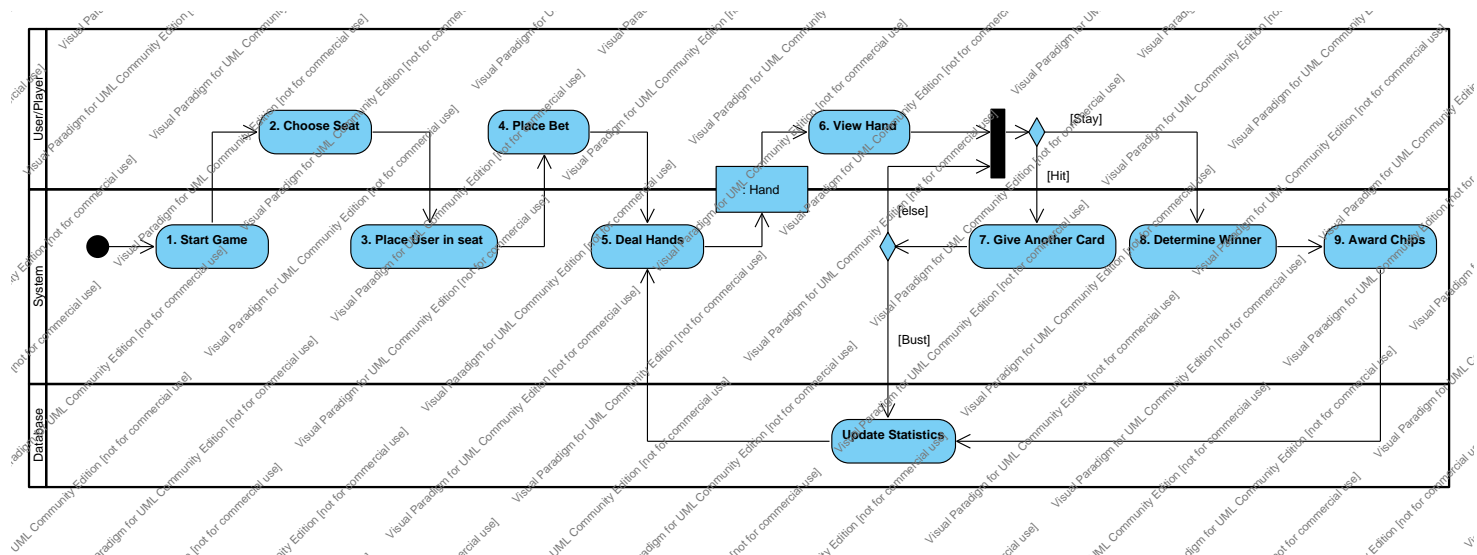 User/Player
2. Choose Seat
4. Place Bet
6. View Hand
[Stay]
[Hit]
: Hand
[else]
System
1. Start Game
3. Place User in seat
5. Deal Hands
7. Give Another Card
8. Determine Winner
9. Award Chips
[Bust]
Database
Update Statistics
Visual Paradigm for UML Community Edition [not for commercial use]